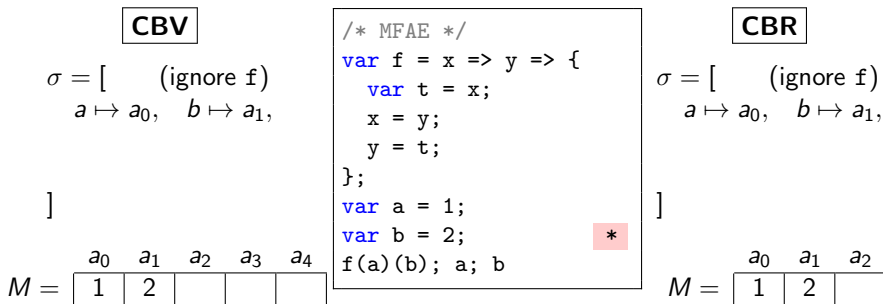 CBV
σ = [ (ignore f)
a ↦ a₀, b ↦ a₁,
]
a₀ a₁ a₂ a₃ a₄
M = 1 2
/* MFAE */
var f = x => y => {
var t = x;
x = y;
y = t;
};
var a = 1;
var b = 2; *
f(a)(b); a; b
CBR
σ = [ (ignore f)
a ↦ a₀, b ↦ a₁,
]
a₀ a₁ a₂
M = 1 2